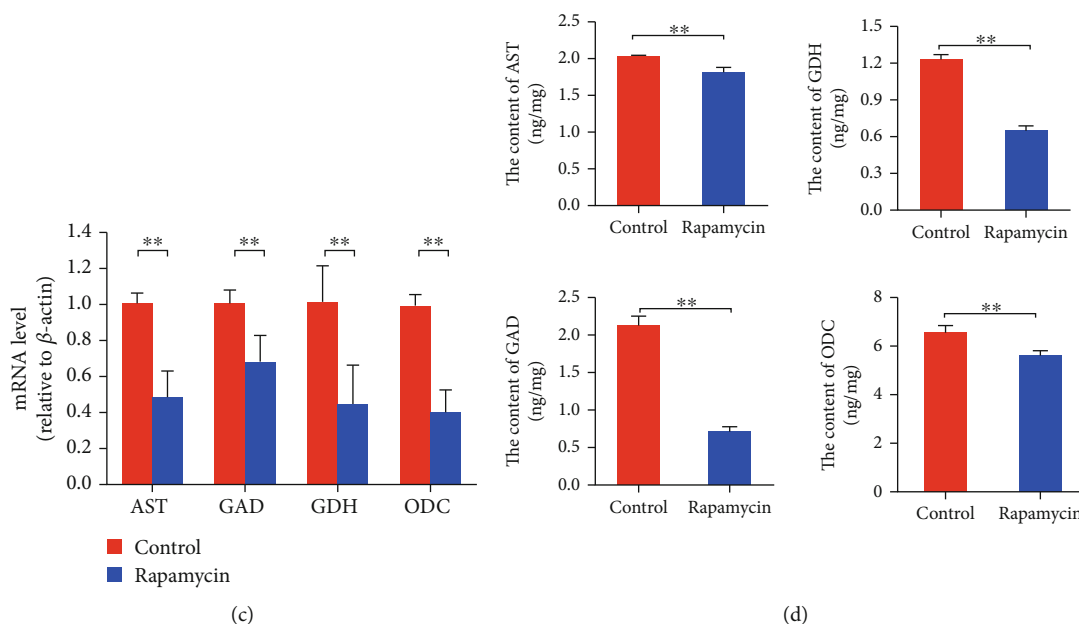 mRNA level
(relative to β-actin)
1.4
1.2
1.0
0.8
0.6
0.4
0.2
0.0
**
**
**
**
AST
GAD
GDH
ODC
Control
Rapamycin
(c)
The content of AST
(ng/mg)
2.5
2.0
1.5
1.0
0.5
0.0
**
Control
Rapamycin
The content of GDH
(ng/mg)
1.5
1.2
0.9
0.6
0.3
0.0
**
Control
Rapamycin
The content of GAD
(ng/mg)
2.5
2.0
1.5
1.0
0.5
0.0
**
Control
Rapamycin
The content of ODC
(ng/mg)
8
6
4
2
0
**
Control
Rapamycin
(d)